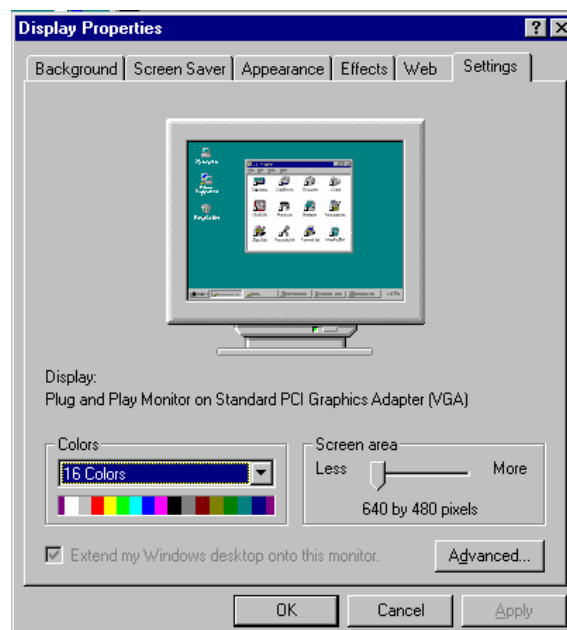 Display Properties
Background Screen Saver Appearance Effects Web Settings
Display:
Plug and Play Monitor on Standard PCI Graphics Adapter (VGA)
Colors
16 Colors
Screen area
Less More
640 by 480 pixels
Extend my Windows desktop onto this monitor.
Advanced...
OK Cancel Apply